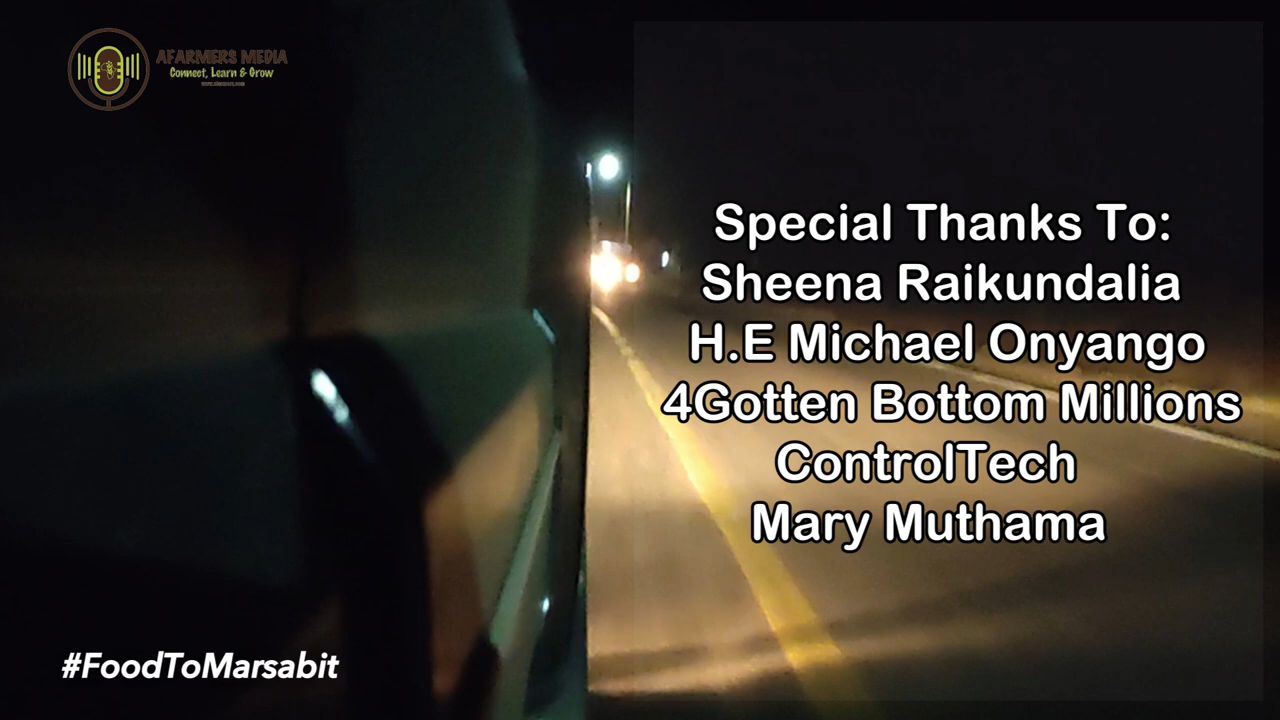 AFARMERS MEDIA
Connect, Learn & Grow
Special Thanks To:
Sheena Raikundalia
H.E Michael Onyango
4Gotten Bottom Millions
ControlTech
Mary Muthama
#FoodToMarsabit